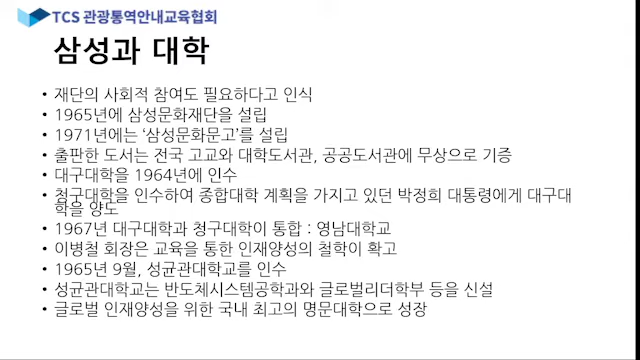 TCS 관광통역안내교육협회
삼성과 대학
• 재단의 사회적 참여도 필요하다고 인식
• 1965년에 삼성문화재단을 설립
• 1971년에는 ‘삼성문화문고’를 설립
• 출판한 도서는 전국 고교와 대학도서관, 공공도서관에 무상으로 기증
• 대구대학을 1964년에 인수
• 청구대학을 인수하여 종합대학 계획을 가지고 있던 박정희 대통령에게 대구대
학을 양도
• 1967년 대구대학과 청구대학이 통합 : 영남대학교
• 이병철 회장은 교육을 통한 인재양성의 철학이 확고
• 1965년 9월, 성균관대학교를 인수
• 성균관대학교는 반도체시스템공학과와 글로벌리더학부 등을 신설
• 글로벌 인재양성을 위한 국내 최고의 명문대학으로 성장